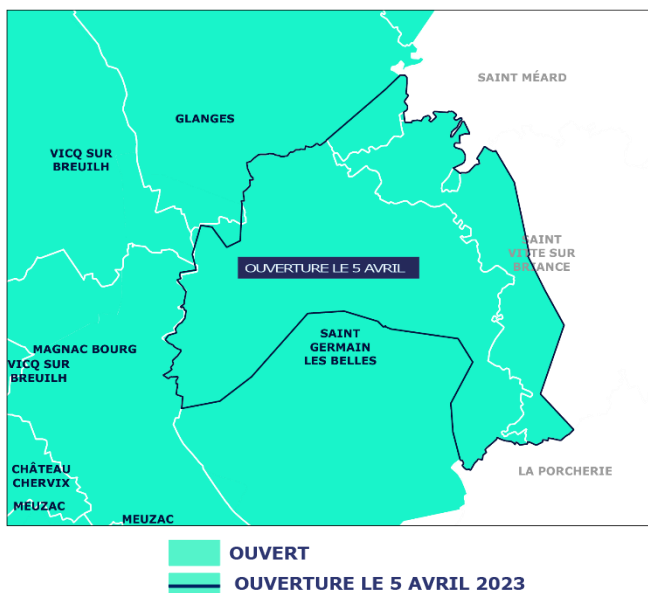 SAINT MÉARD
GLANGES
VICQ SUR
BREUILH
SAINT
VITTE SUR
BRIANCE
OUVERTURE LE 5 AVRIL
SAINT
GERMAIN
LES BELLES
MAGNAC BOURG
VICQ SUR
BREUILH
CHÂTEAU
CHERVIX
LA PORCHERIE
MEUZAC
MEUZAC
OUVERT
OUVERTURE LE 5 AVRIL 2023